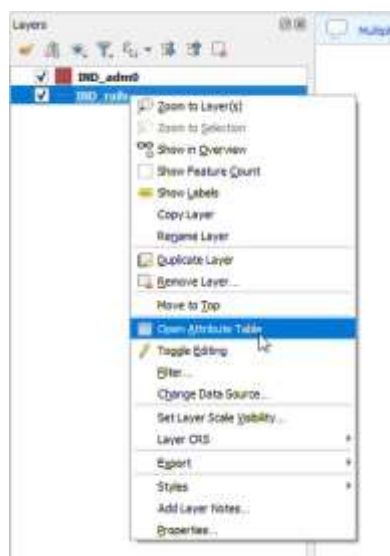 Layers
IND_adm0
Zoom to Layer(s)
Zoom to Selection
Show in Overview
Show Feature Count
Show Labels
Copy Layer
Rename Layer
Duplicate Layer
Remove Layer...
Move to Top
Open Attribute Table
Toggle Editing
Filter...
Change Data Source...
Set Layer Scale Visibility...
Layer CRS
Export
Styles
Add Layer Notes...
Properties...